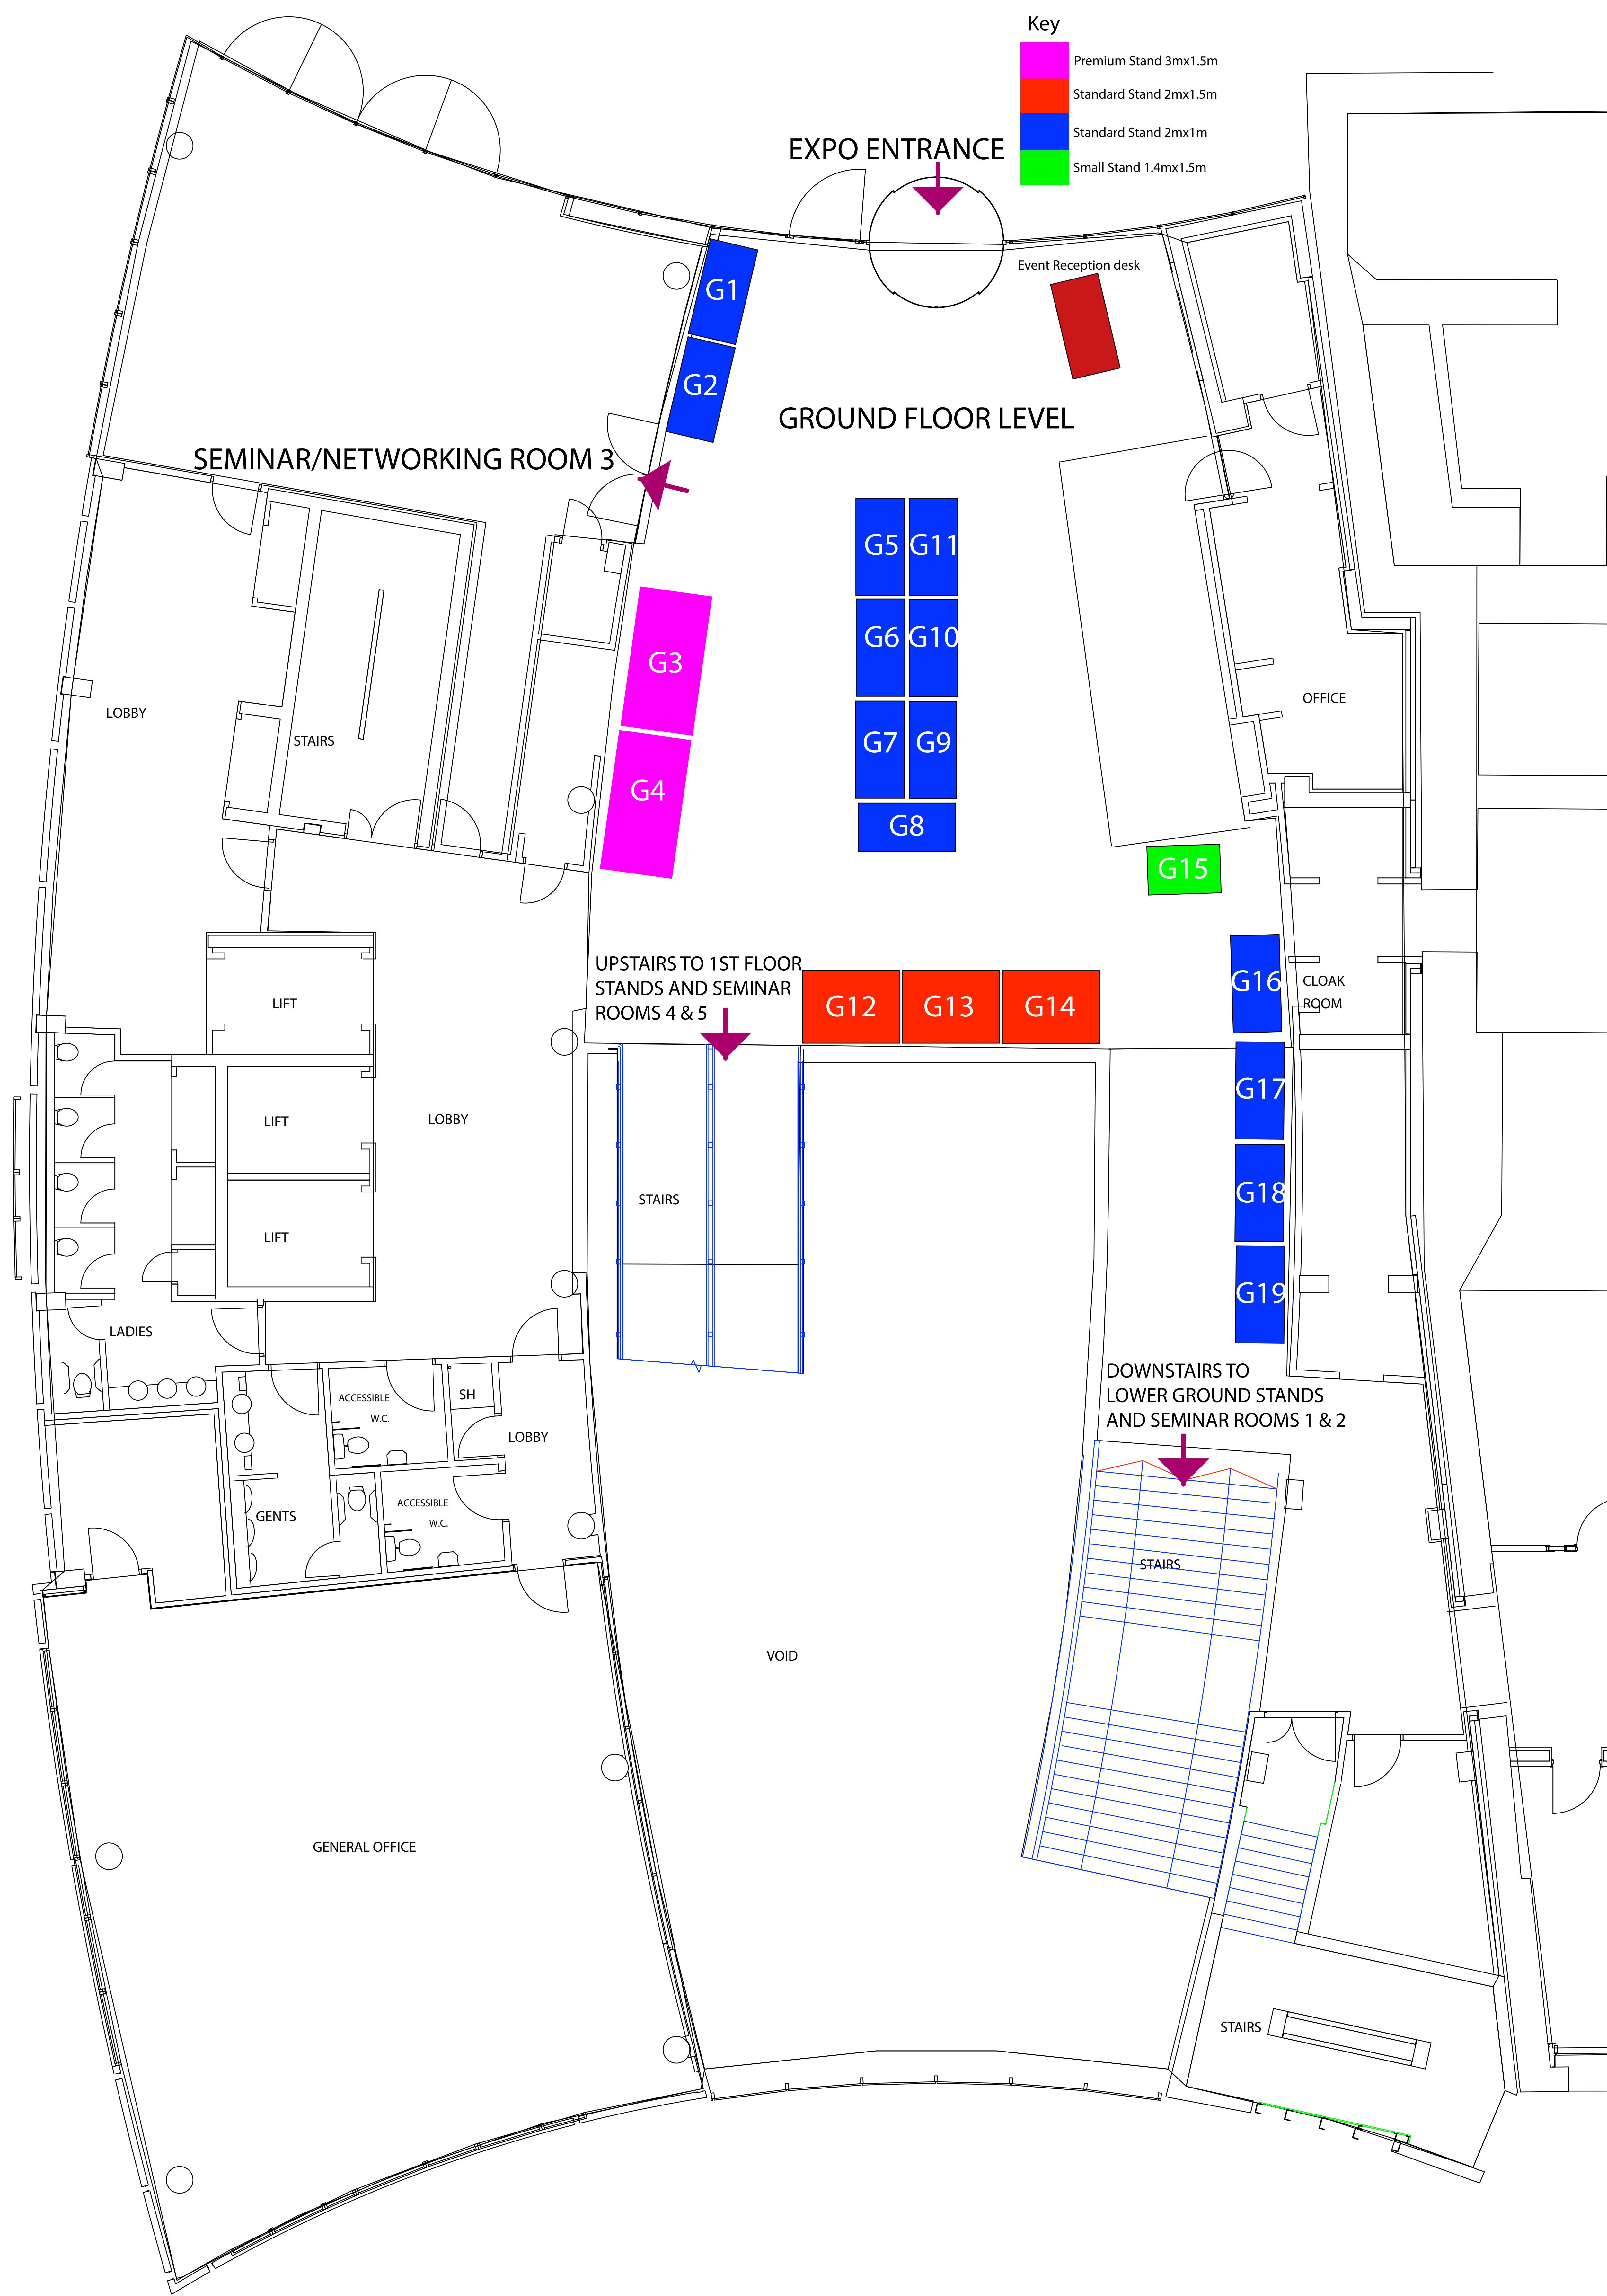 Key
Premium Stand 3mx1.5m
Standard Stand 2mx1.5m
Standard Stand 2mx1m
Small Stand 1.4mx1.5m
EXPO ENTRANCE
Event Reception desk
G1
G2
GROUND FLOOR LEVEL
SEMINAR/NETWORKING ROOM 3
G5
G11
G6
G10
G3
G7
G9
G4
G8
LOBBY
STAIRS
OFFICE
G15
UPSTAIRS TO 1ST FLOOR
STANDS AND SEMINAR
ROOMS 4 & 5
G12
G13
G14
G16
CLOAK
ROOM
G17
G18
G19
LIFT
LIFT
LIFT
LOBBY
STAIRS
LADIES
ACCESSIBLE
W.C.
SH
LOBBY
GENTS
ACCESSIBLE
W.C.
DOWNSTAIRS TO
LOWER GROUND STANDS
AND SEMINAR ROOMS 1 & 2
STAIRS
VOID
GENERAL OFFICE
STAIRS